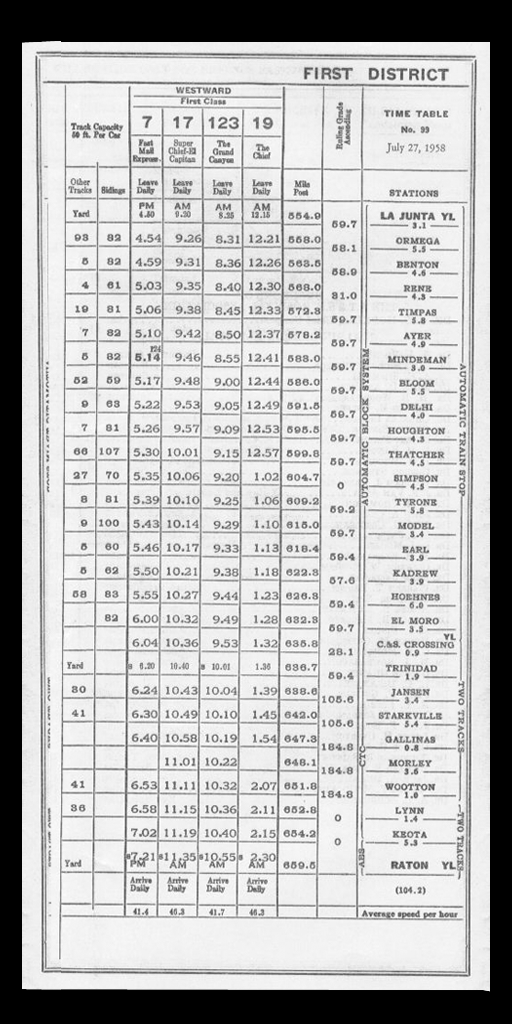 FIRST DISTRICT
WESTWARD
First Class
Track Capacity 50 ft. Per Car
7 17 123 19
Fast Mail Express. Super Chief-El Capitan The Grand Canyon The Chief
Ruling Grade Ascending
TIME TABLE
No. 99
July 27, 1958
Other Tracks Sidings Leave Daily Leave Daily Leave Daily Leave Daily Mile Post STATIONS
PM AM AM AM
Yard 4.50 9.20 8.25 12.15 554.9 LA JUNTA YL
59.7 3.1
93 82 4.54 9.26 8.31 12.21 558.0 ORMEGA
58.1 5.5
5 82 4.59 9.31 8.36 12.26 563.5 BENTON
58.9 4.6
4 61 5.03 9.35 8.40 12.30 568.0 RENE
31.0 4.3
19 81 5.06 9.38 8.45 12.33 572.3 TIMPAS
59.7 5.8
7 82 5.10 9.42 8.50 12.37 578.2 AYER
59.7 4.9
124
5 82 5.14 9.46 8.55 12.41 583.0 MINDEMAN
59.7 3.0
52 59 5.17 9.48 9.00 12.44 586.0 BLOOM
59.7 5.5
9 63 5.22 9.53 9.05 12.49 591.5 DELHI
59.7 4.0
7 81 5.26 9.57 9.09 12.53 595.5 HOUGHTON
59.7 4.3
66 107 5.30 10.01 9.15 12.57 599.8 THATCHER
59.7 4.5
27 70 5.35 10.06 9.20 1.02 604.7 SIMPSON
0 4.5
8 81 5.39 10.10 9.25 1.06 609.2 TYRONE
59.2 5.8
9 100 5.43 10.14 9.29 1.10 615.0 MODEL
59.7 3.4
5 60 5.46 10.17 9.33 1.13 618.4 EARL
59.4 3.9
5 62 5.50 10.21 9.38 1.18 622.3 KADREW
57.6 3.9
58 83 5.55 10.27 9.44 1.23 626.3 HOEHNES
59.4 6.0
82 6.00 10.32 9.49 1.28 632.3 EL MORO
59.7 3.5
6.04 10.36 9.53 1.32 635.8 C.&S. CROSSING YL
28.1 0.9
Yard s 6.20 10.40 s 10.01 1.36 636.7 TRINIDAD
59.4 1.9
30 6.24 10.43 10.04 1.39 638.6 JANSEN
105.6 3.4
41 6.30 10.49 10.10 1.45 642.0 STARKVILLE
105.6 5.4
6.40 10.58 10.19 1.54 647.3 GALLINAS
184.8 0.8
11.01 10.22 648.1 MORLEY
184.8 3.6
41 6.53 11.11 10.32 2.07 651.8 WOOTTON
184.8 1.0
36 6.58 11.15 10.36 2.11 652.8 LYNN
0 1.4
7.02 11.19 10.40 2.15 654.2 KEOTA
0 5.3
Yard s 7.21 s 11.35 s 10.55 s 2.30 659.5 RATON YL
PM AM AM AM
Arrive Daily Arrive Daily Arrive Daily Arrive Daily (104.2)
41.4 46.3 41.7 46.3 Average speed per hour
AUTOMATIC BLOCK SYSTEM
CTC
ABS
AUTOMATIC TRAIN STOP
TWO TRACKS
TWO TRACKS